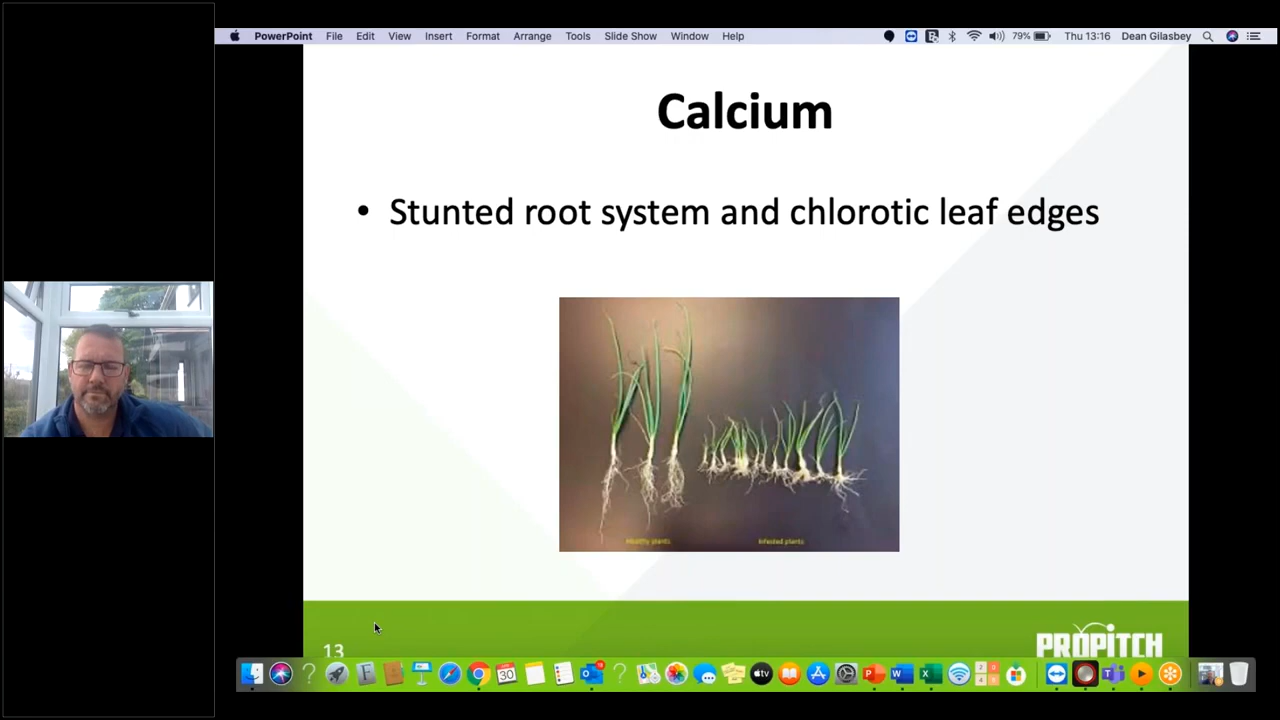 PowerPoint File Edit View Insert Format Arrange Tools Slide Show Window Help 79% Thu 13:16 Dean Gilasbey
Calcium
• Stunted root system and chlorotic leaf edges
Healthy plants Infested plants
13
PROPITCH
30